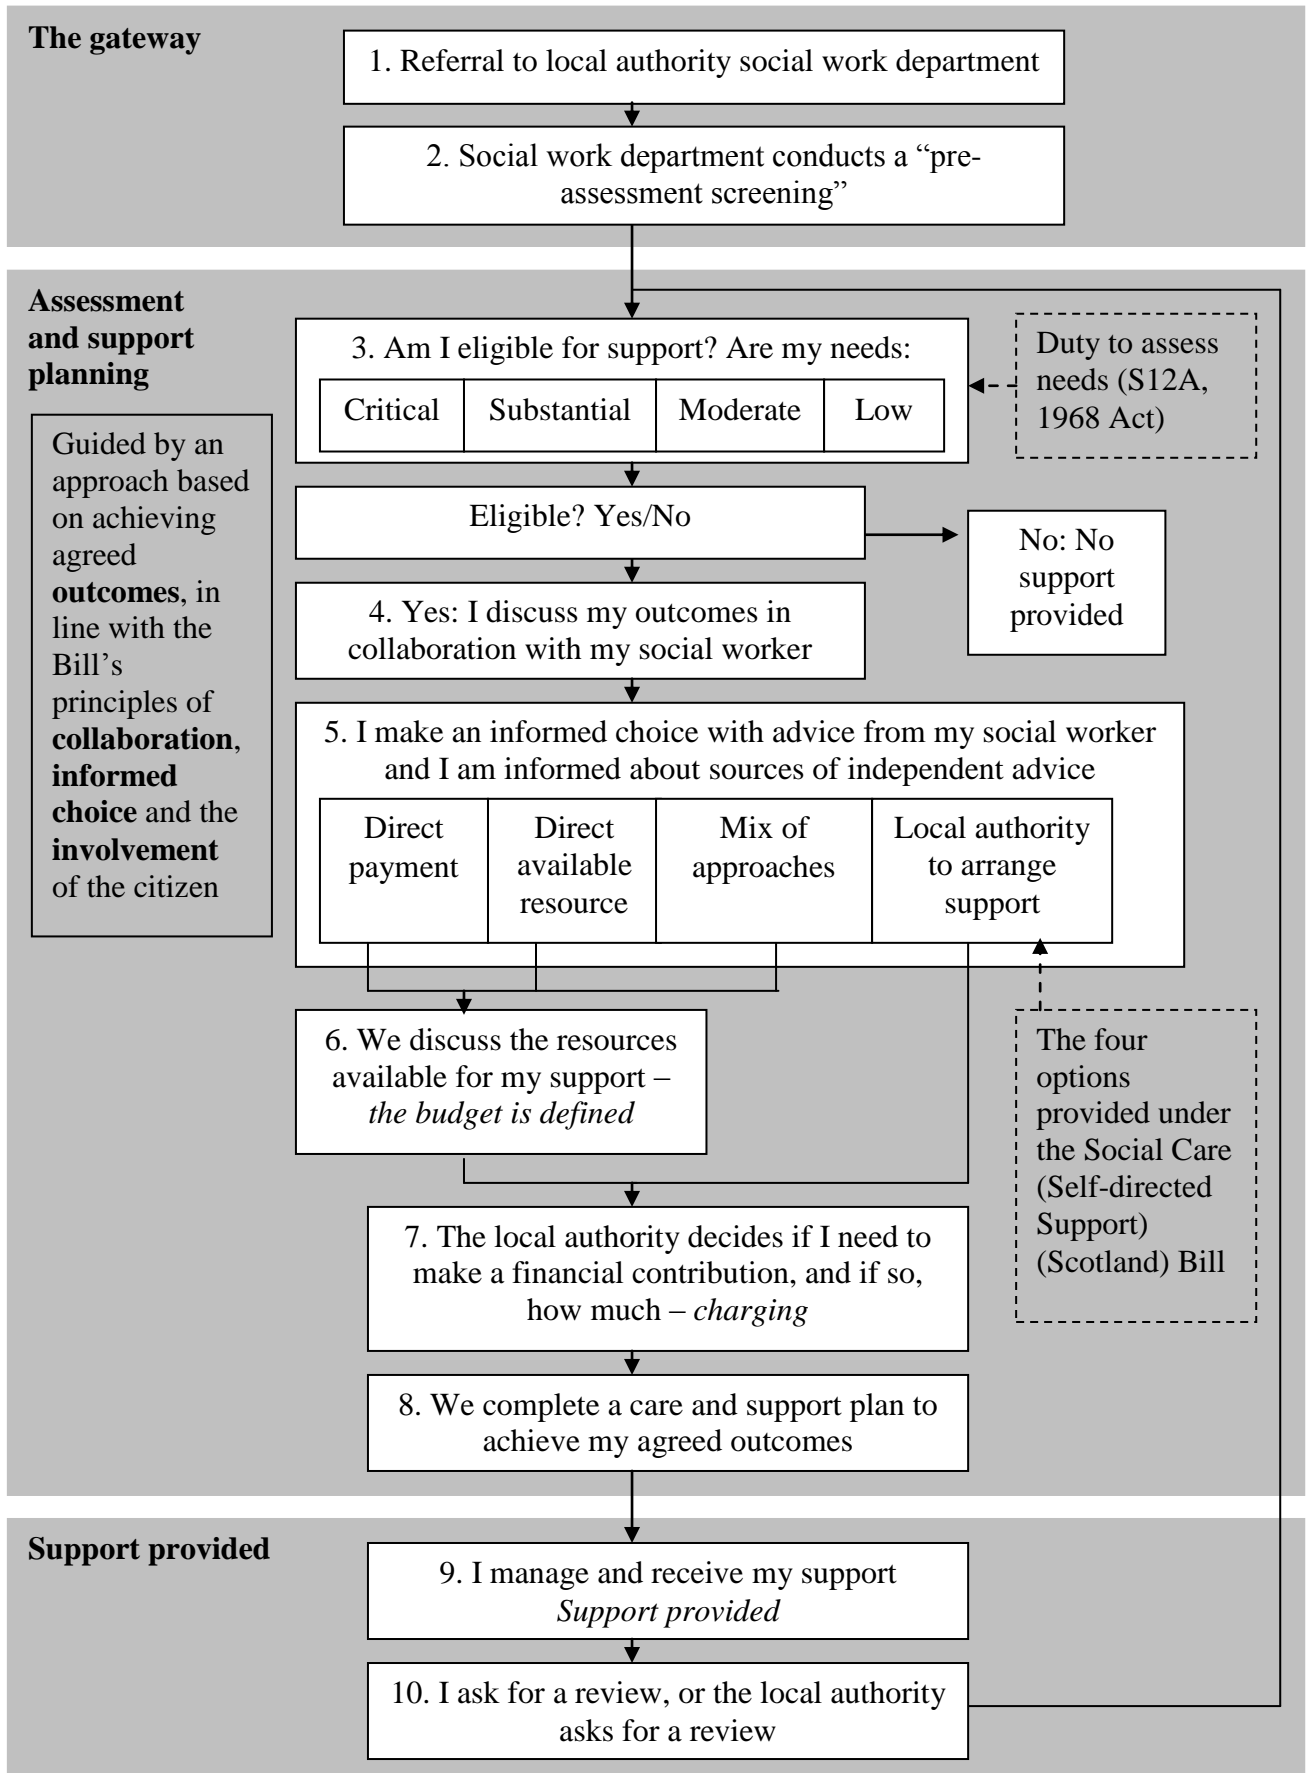 The gateway
1. Referral to local authority social work department
2. Social work department conducts a “pre-
assessment screening”
Assessment
and support
planning
Guided by an
approach based
on achieving
agreed
outcomes, in
line with the
Bill’s
principles of
collaboration,
informed
choice and the
involvement
of the citizen
3. Am I eligible for support? Are my needs:
Critical
Substantial
Moderate
Low
Duty to assess
needs (S12A,
1968 Act)
Eligible? Yes/No
No: No
support
provided
4. Yes: I discuss my outcomes in
collaboration with my social worker
5. I make an informed choice with advice from my social worker
and I am informed about sources of independent advice
Direct
payment
Direct
available
resource
Mix of
approaches
Local authority
to arrange
support
6. We discuss the resources
available for my support –
the budget is defined
The four
options
provided under
the Social Care
(Self-directed
Support)
(Scotland) Bill
7. The local authority decides if I need to
make a financial contribution, and if so,
how much – charging
8. We complete a care and support plan to
achieve my agreed outcomes
Support provided
9. I manage and receive my support
Support provided
10. I ask for a review, or the local authority
asks for a review